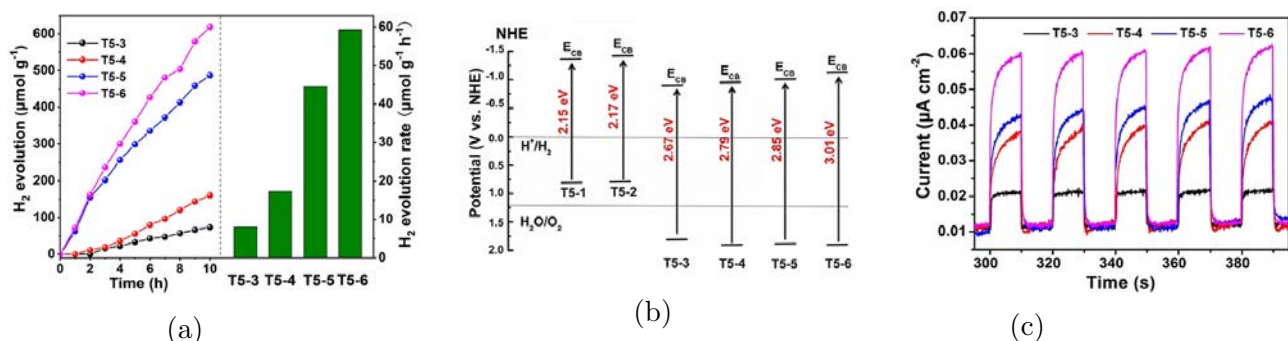 H₂ evolution (μmol g⁻¹)
600
500
400
300
200
100
0
T5-3
T5-4
T5-5
T5-6
0 2 4 6 8 10
Time (h)
T5-3 T5-4 T5-5 T5-6
60
50
40
30
20
10
0
H₂ evolution rate (μmol g⁻¹ h⁻¹)
(a)
NHE
Potential (V vs. NHE)
-1.5
-1.0
-0.5
0.0
0.5
1.0
1.5
2.0
E_CB E_CB E_CB E_CB E_CB E_CB
2.15 eV
2.17 eV
2.67 eV
2.79 eV
2.85 eV
3.01 eV
H⁺/H₂
T5-1 T5-2
H₂O/O₂
T5-3 T5-4 T5-5 T5-6
(b)
T5-3 T5-4 T5-5 T5-6
Current (μA cm⁻²)
0.07
0.06
0.05
0.04
0.03
0.02
0.01
300 320 340 360 380
Time (s)
(c)